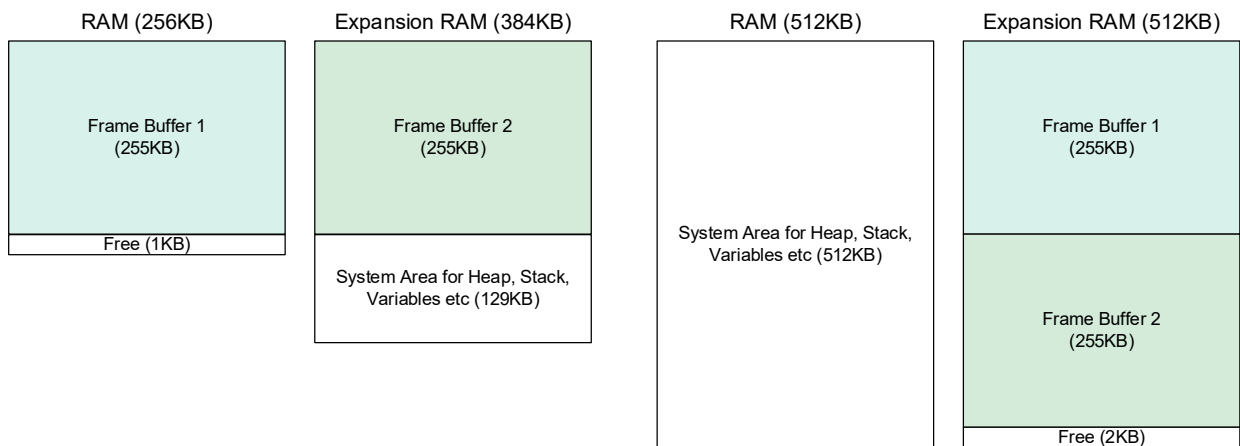 RAM (256KB)
Frame Buffer 1
(255KB)
Free (1KB)
Expansion RAM (384KB)
Frame Buffer 2
(255KB)
System Area for Heap, Stack,
Variables etc (129KB)
RAM (512KB)
System Area for Heap, Stack,
Variables etc (512KB)
Expansion RAM (512KB)
Frame Buffer 1
(255KB)
Frame Buffer 2
(255KB)
Free (2KB)